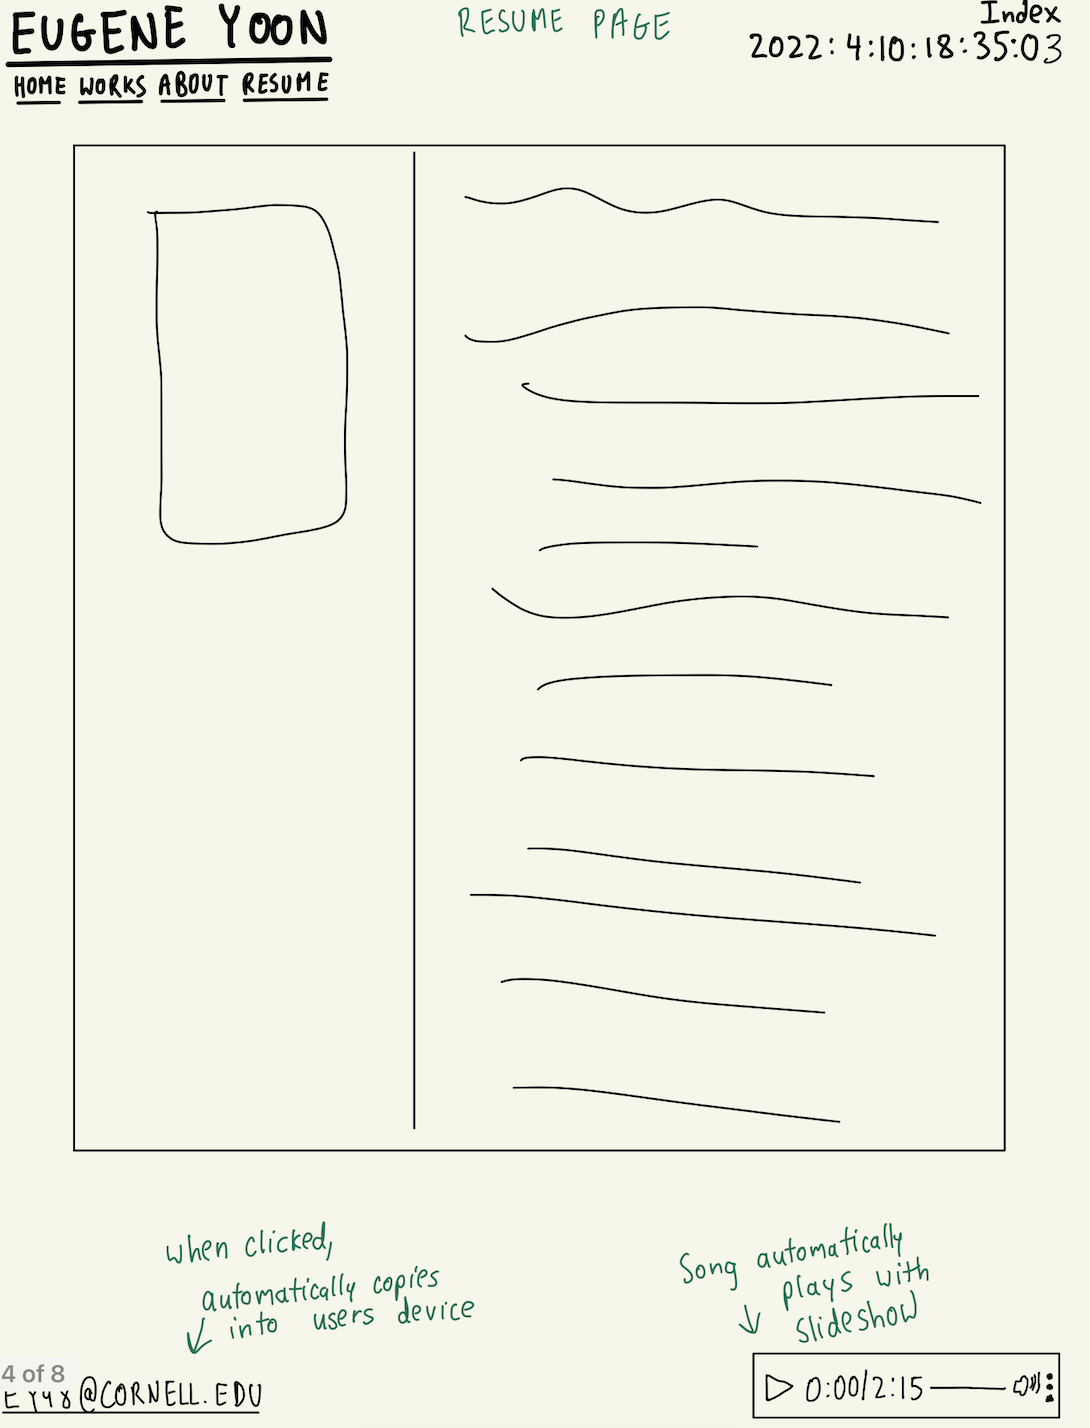 EUGENE YOON
HOME WORKS ABOUT RESUME
RESUME PAGE
Index
2022:4:10:18:35:03
when clicked,
automatically copies
into users device
Song automatically
plays with
slideshow
4 of 8
@CORNELL.EDU
0:00/2:15